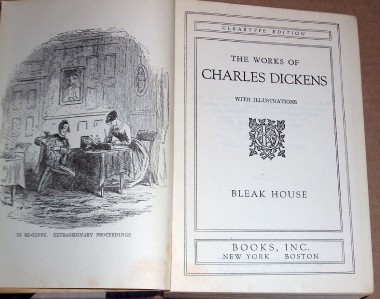 IN RE GUPPY. EXTRAORDINARY PROCEEDINGS
CLEARTYPE EDITION
THE WORKS OF
CHARLES DICKENS
WITH ILLUSTRATIONS
BLEAK HOUSE
BOOKS, INC.
NEW YORK BOSTON